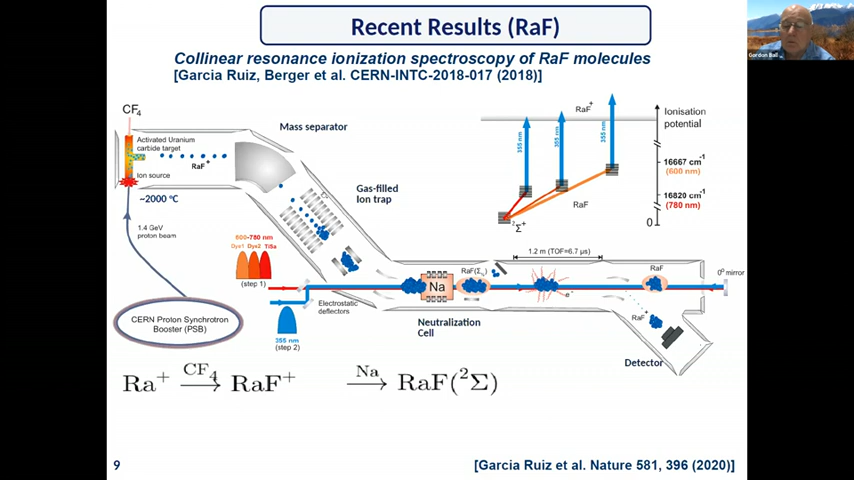 Recent Results (RaF)
Gordon Ball
Collinear resonance ionization spectroscopy of RaF molecules
[Garcia Ruiz, Berger et al. CERN-INTC-2018-017 (2018)]
CF4
Mass separator
Activated Uranium
carbide target
RaF+
Ion source
~2000 °C
Gas-filled
Ion trap
1.4 GeV
proton beam
600-780 nm
Dye1 Dye2 TiSa
(step 1)
CERN Proton Synchrotron
Booster (PSB)
355 nm
(step 2)
Electrostatic
deflectors
Na
RaF(Σ½)
Neutralization
Cell
1.2 m (TOF=6.7 μs)
e-
RaF
0° mirror
RaF+
Detector
RaF+
Ionisation
potential
355 nm
355 nm
355 nm
16667 cm-1
(600 nm)
16820 cm-1
(780 nm)
RaF
2Σ+
0
Ra+ CF4→ RaF+ Na→ RaF(2Σ)
9
[Garcia Ruiz et al. Nature 581, 396 (2020)]